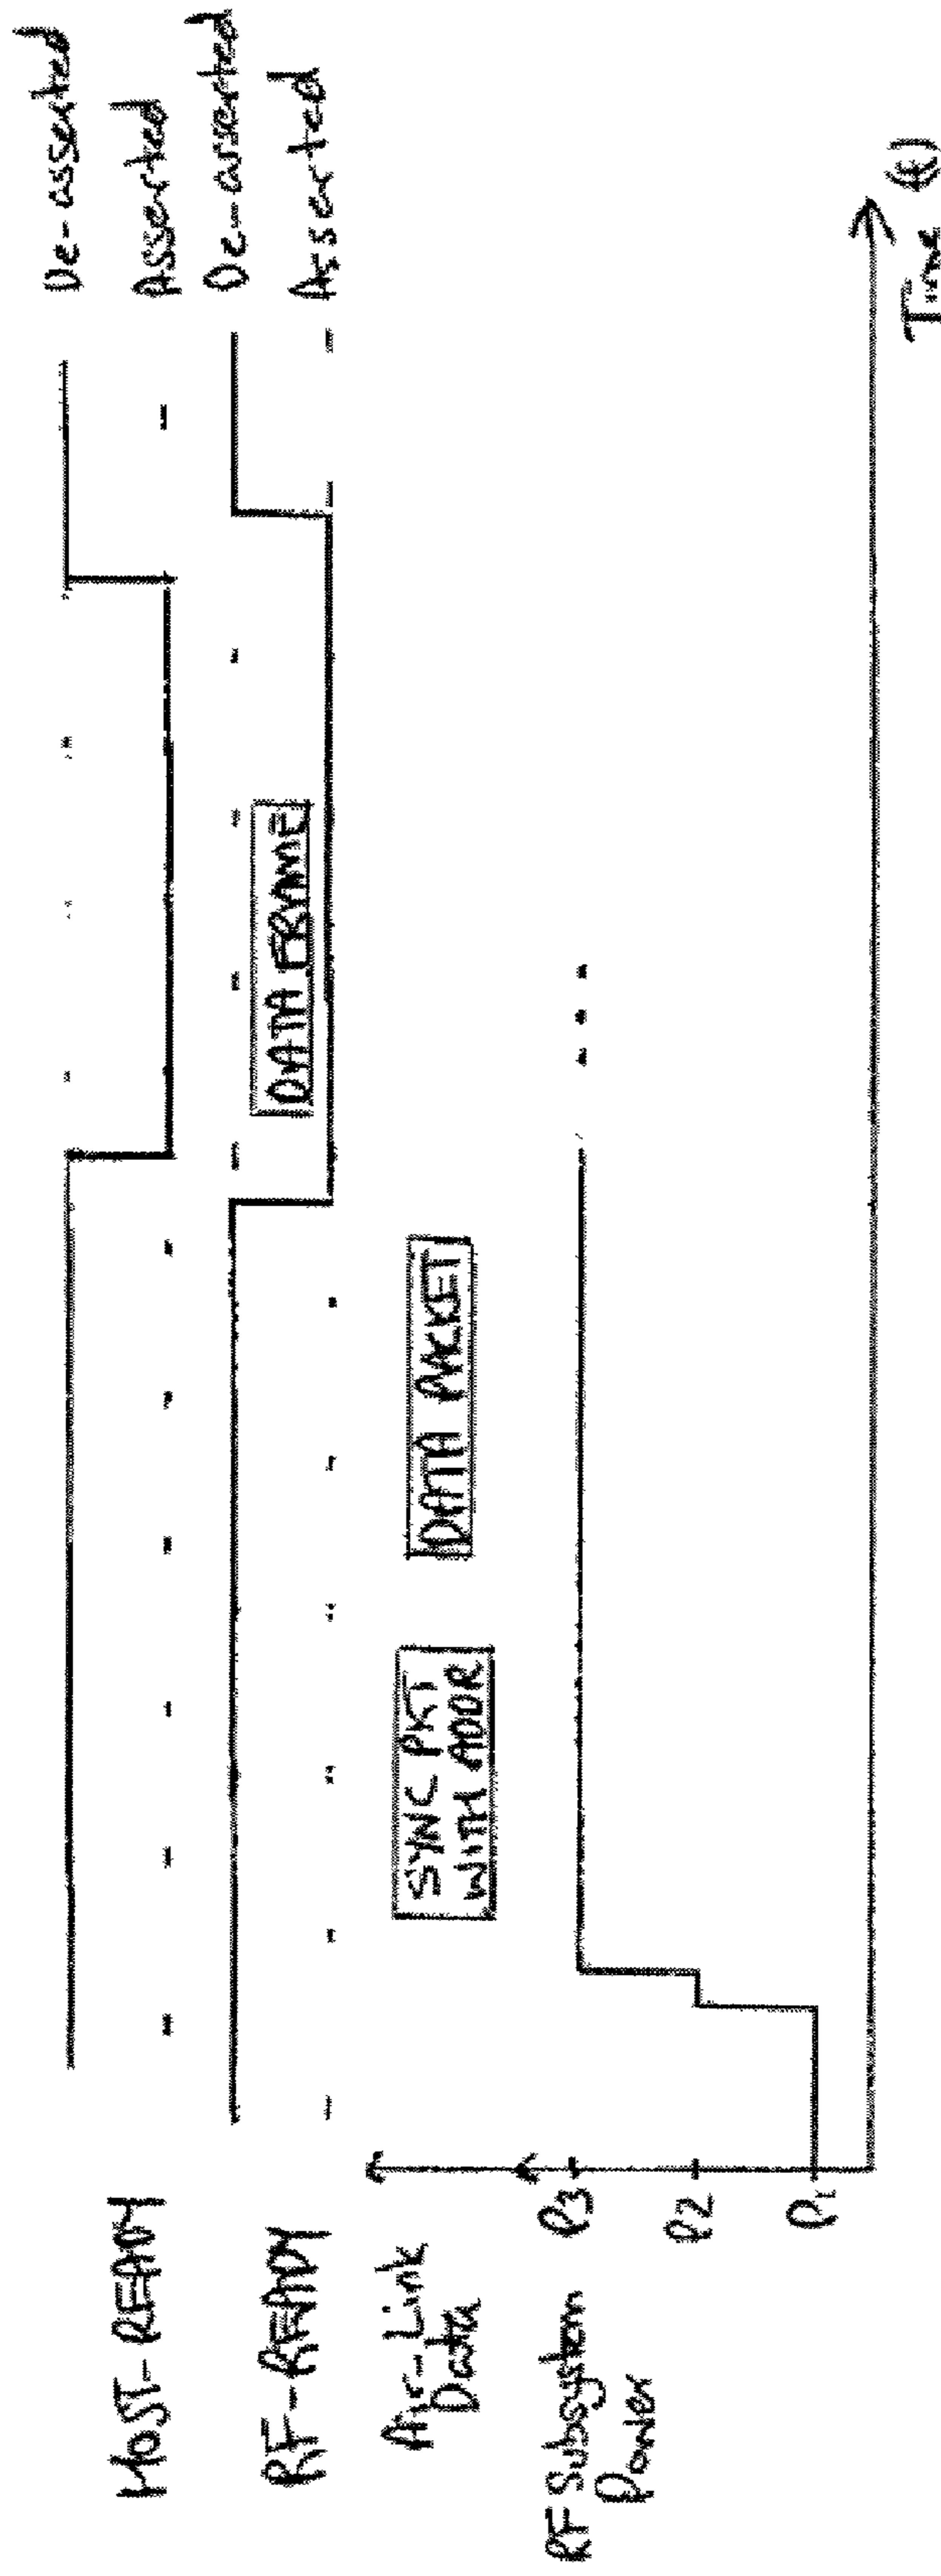 HOST-READY
De-asserted
Asserted
RF-READY
De-asserted
Asserted
DATA FRAME
Air-Link
Data
SYNC PKT
WITH ADDR
DATA PACKET
RF Subsystem
Power
P3
P2
P1
Time (t)